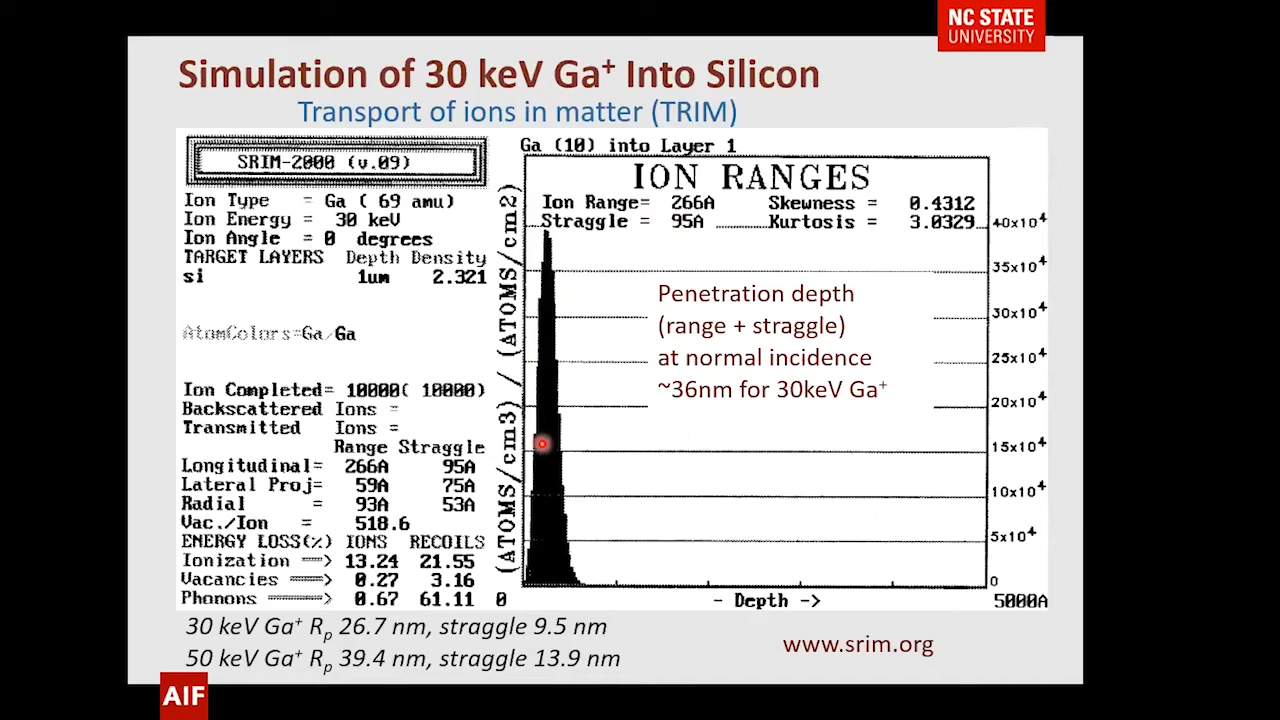 NC STATE
UNIVERSITY
Simulation of 30 keV Ga+ Into Silicon
Transport of ions in matter (TRIM)
SRIM-2000 (v.09)
Ion Type = Ga ( 69 amu)
Ion Energy = 30 keV
Ion Angle = 0 degrees
TARGET LAYERS Depth Density
si 1um 2.321
AtomColors=Ga/Ga
Ion Completed= 10000( 10000)
Backscattered Ions =
Transmitted Ions =
Range Straggle
Longitudinal= 266A 95A
Lateral Proj= 59A 75A
Radial = 93A 53A
Vac./Ion = 518.6
ENERGY LOSS(%) IONS RECOILS
Ionization ==> 13.24 21.55
Vacancies ===> 0.27 3.16
Phonons =====> 0.67 61.11
Ga (10) into Layer 1
ION RANGES
Ion Range= 266A Skewness = 0.4312
Straggle = 95A Kurtosis = 3.0329
(ATOMS/cm3) / (ATOMS/cm2)
40x10⁴
35x10⁴
30x10⁴
25x10⁴
20x10⁴
15x10⁴
10x10⁴
5x10⁴
0
Penetration depth
(range + straggle)
at normal incidence
~36nm for 30keV Ga+
0 - Depth -> 5000A
30 keV Ga+ Rp 26.7 nm, straggle 9.5 nm
50 keV Ga+ Rp 39.4 nm, straggle 13.9 nm
www.srim.org
AIF